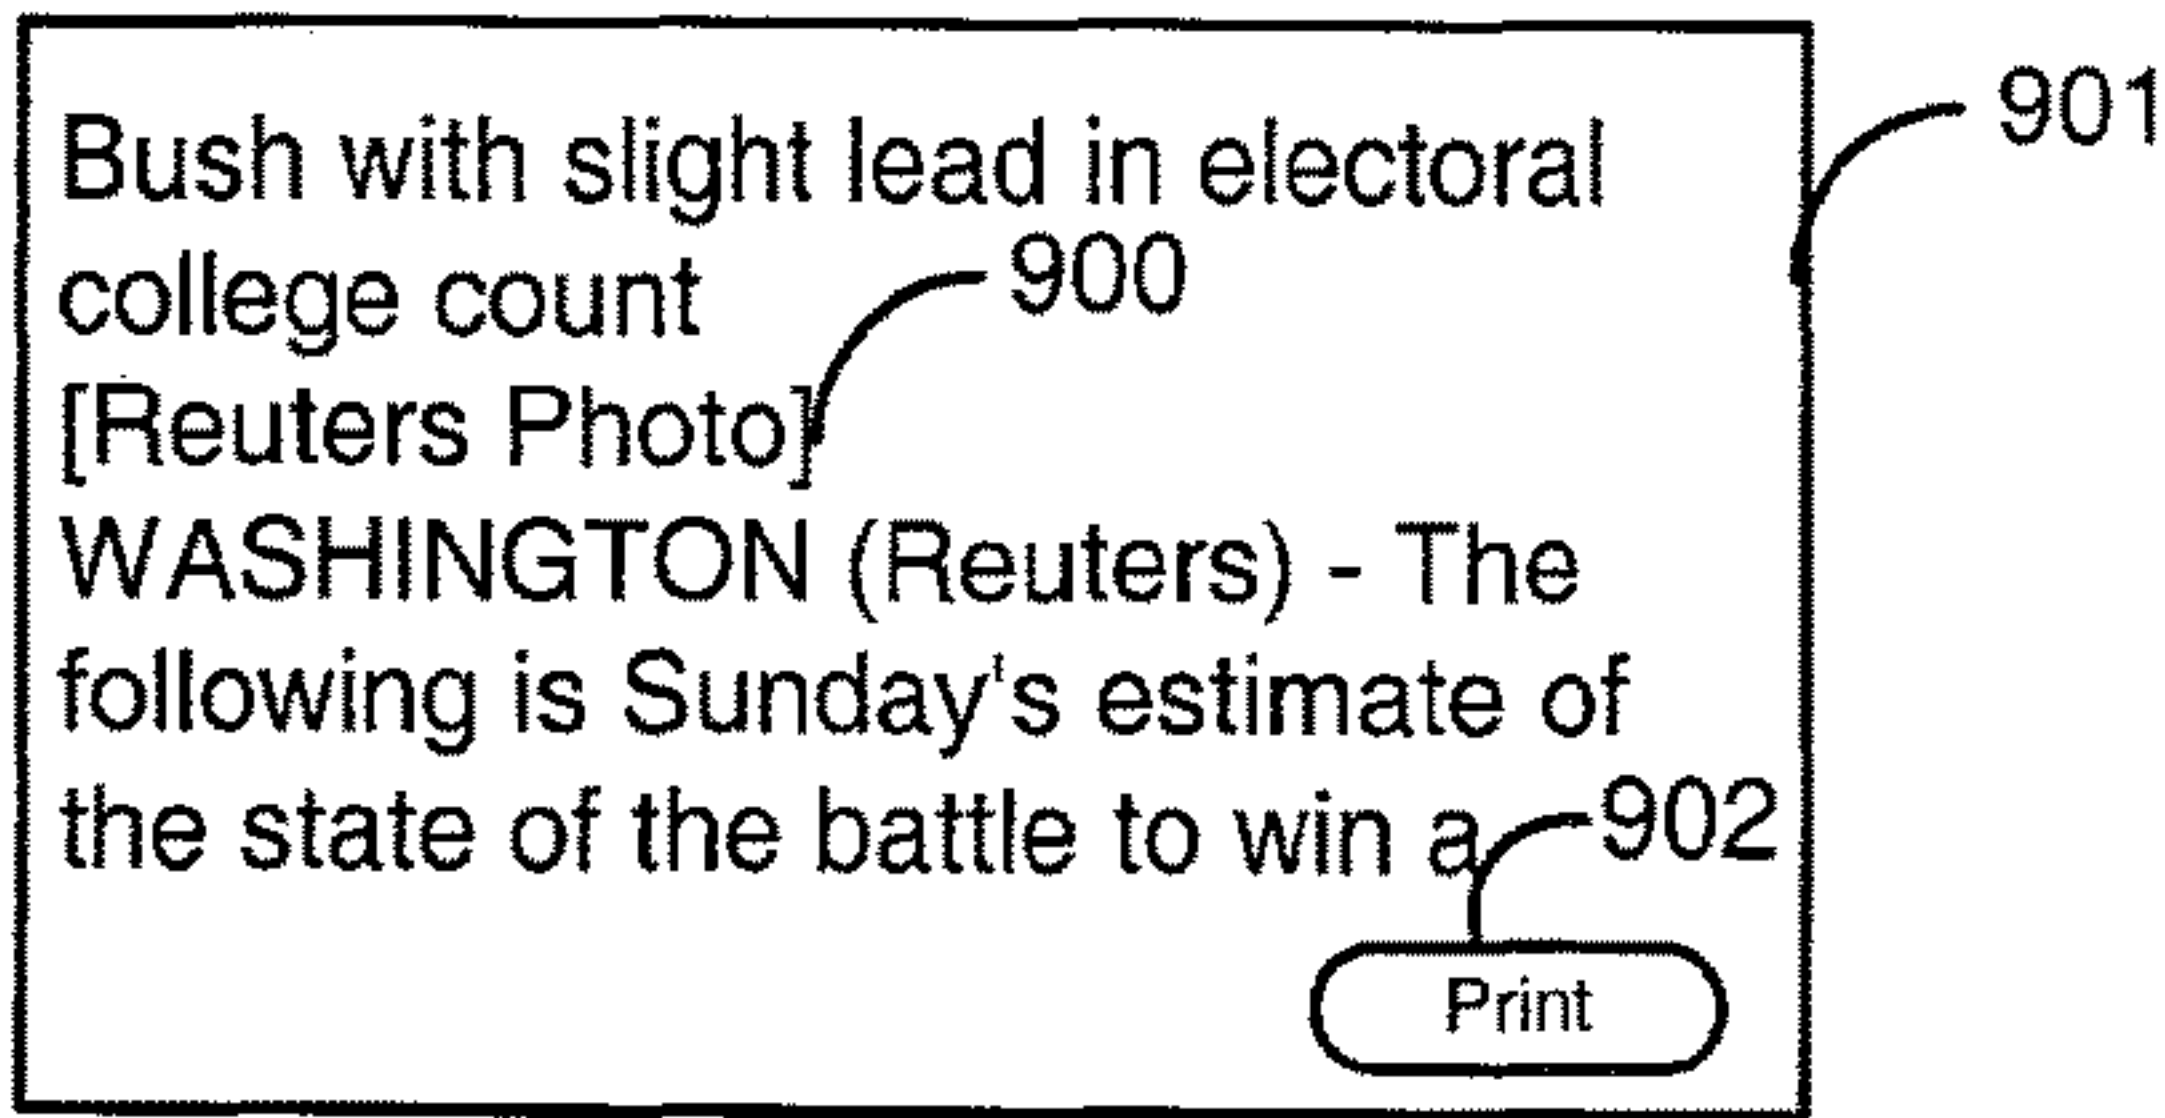 Bush with slight lead in electoral
901
college count
900
[Reuters Photo]
WASHINGTON (Reuters) - The
following is Sunday's estimate of
the state of the battle to win a
902
Print